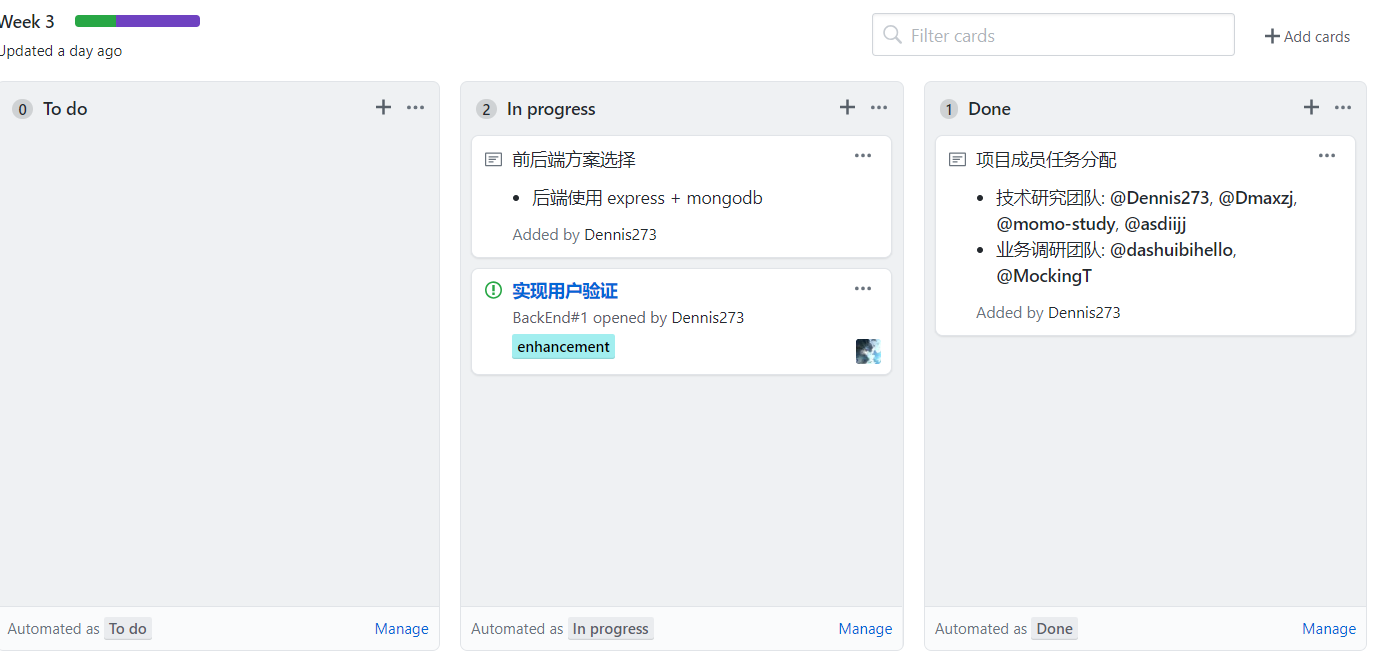 Week 3
Updated a day ago
Filter cards
Add cards
0 To do
2 In progress
前后端方案选择
后端使用 express + mongodb
Added by Dennis273
实现用户验证
BackEnd#1 opened by Dennis273
enhancement
1 Done
项目成员任务分配
技术研究团队: @Dennis273, @Dmaxzj,
@momo-study, @asdiijj
业务调研团队: @dashuibihello,
@MockingT
Added by Dennis273
Automated as To do Manage
Automated as In progress Manage
Automated as Done Manage